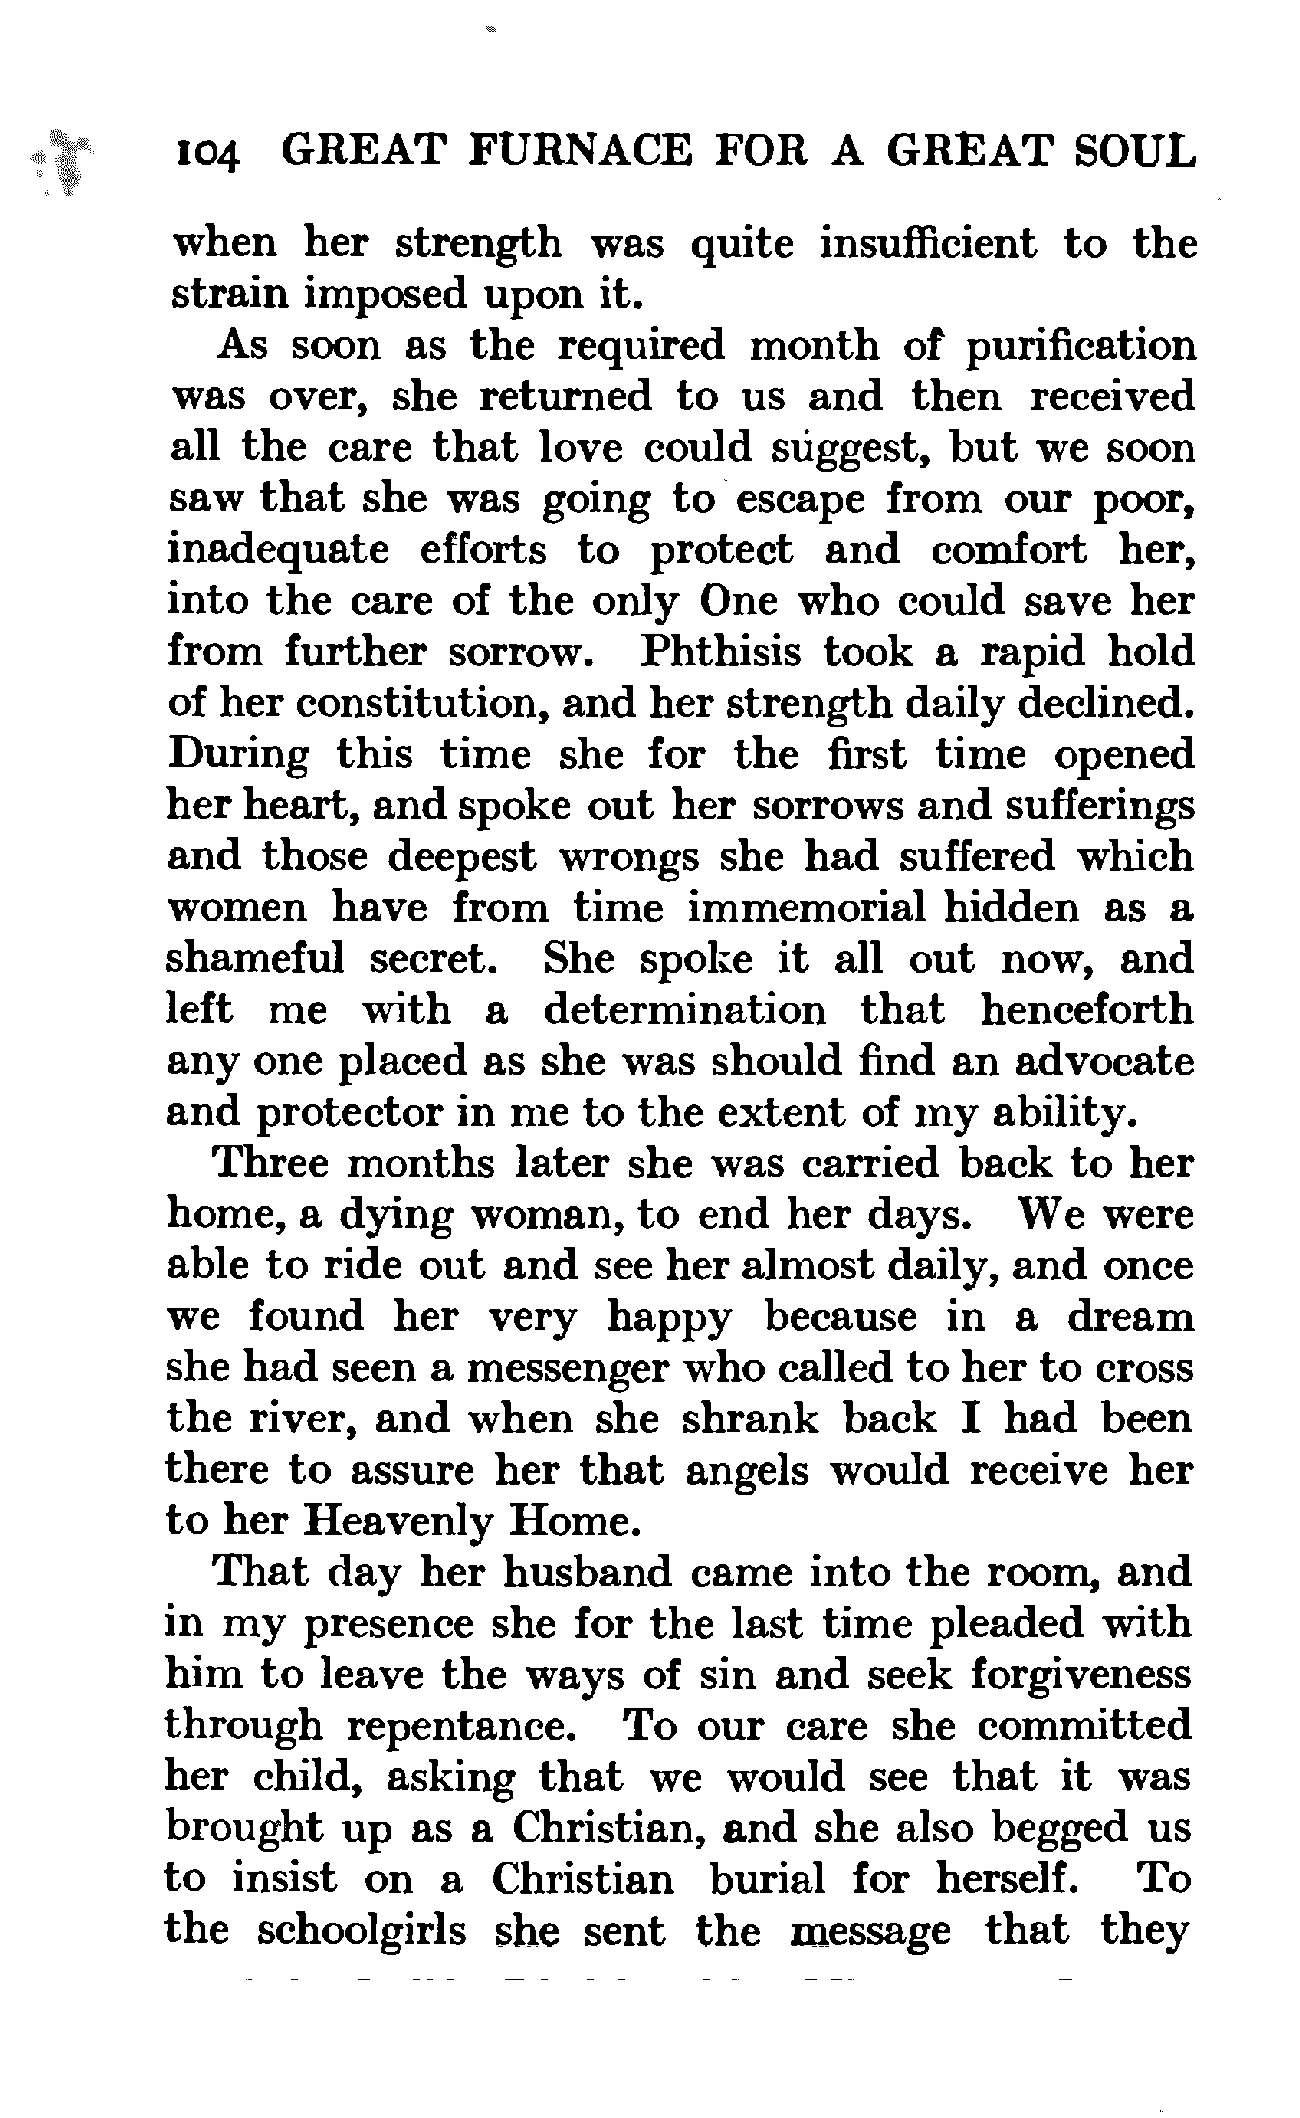 104 GREAT FURNACE FOR A GREAT SOUL
when her strength was quite insufficient to the
strain imposed upon it.
As soon as the required month of purification
was over, she returned to us and then received
all the care that love could suggest, but we soon
saw that she was going to escape from our poor,
inadequate efforts to protect and comfort her,
into the care of the only One who could save her
from further sorrow. Phthisis took a rapid hold
of her constitution, and her strength daily declined.
During this time she for the first time opened
her heart, and spoke out her sorrows and sufferings
and those deepest wrongs she had suffered which
women have from time immemorial hidden as a
shameful secret. She spoke it all out now, and
left me with a determination that henceforth
any one placed as she was should find an advocate
and protector in me to the extent of my ability.
Three months later she was carried back to her
home, a dying woman, to end her days. We were
able to ride out and see her almost daily, and once
we found her very happy because in a dream
she had seen a messenger who called to her to cross
the river, and when she shrank back I had been
there to assure her that angels would receive her
to her Heavenly Home.
That day her husband came into the room, and
in my presence she for the last time pleaded with
him to leave the ways of sin and seek forgiveness
through repentance. To our care she committed
her child, asking that we would see that it was
brought up as a Christian, and she also begged us
to insist on a Christian burial for herself. To
the schoolgirls she sent the message that they